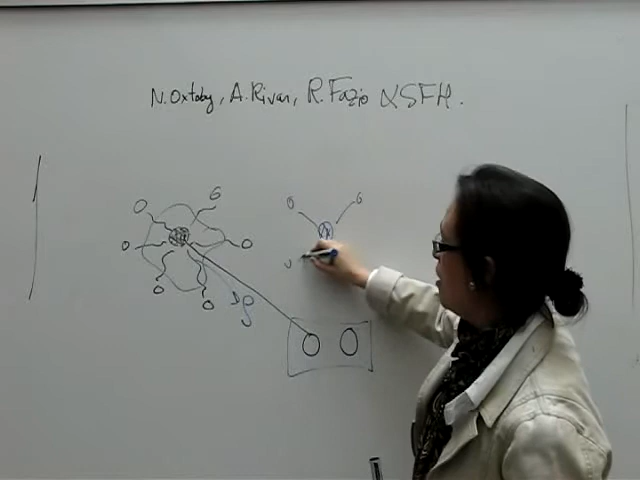 N. Oxtoby, A. Rivas, R. Fazio & SFH.